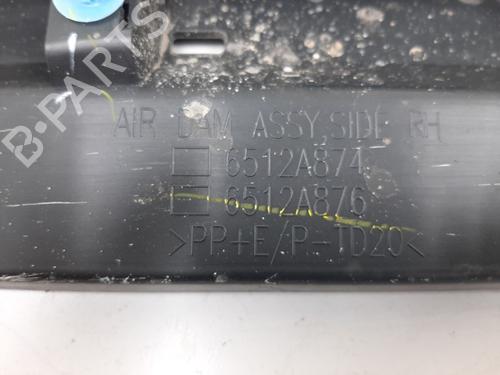 AIR DAM ASSY,SIDE RH
6512A874
6512A876
>PP+E/P-TD20<
B-PARTS